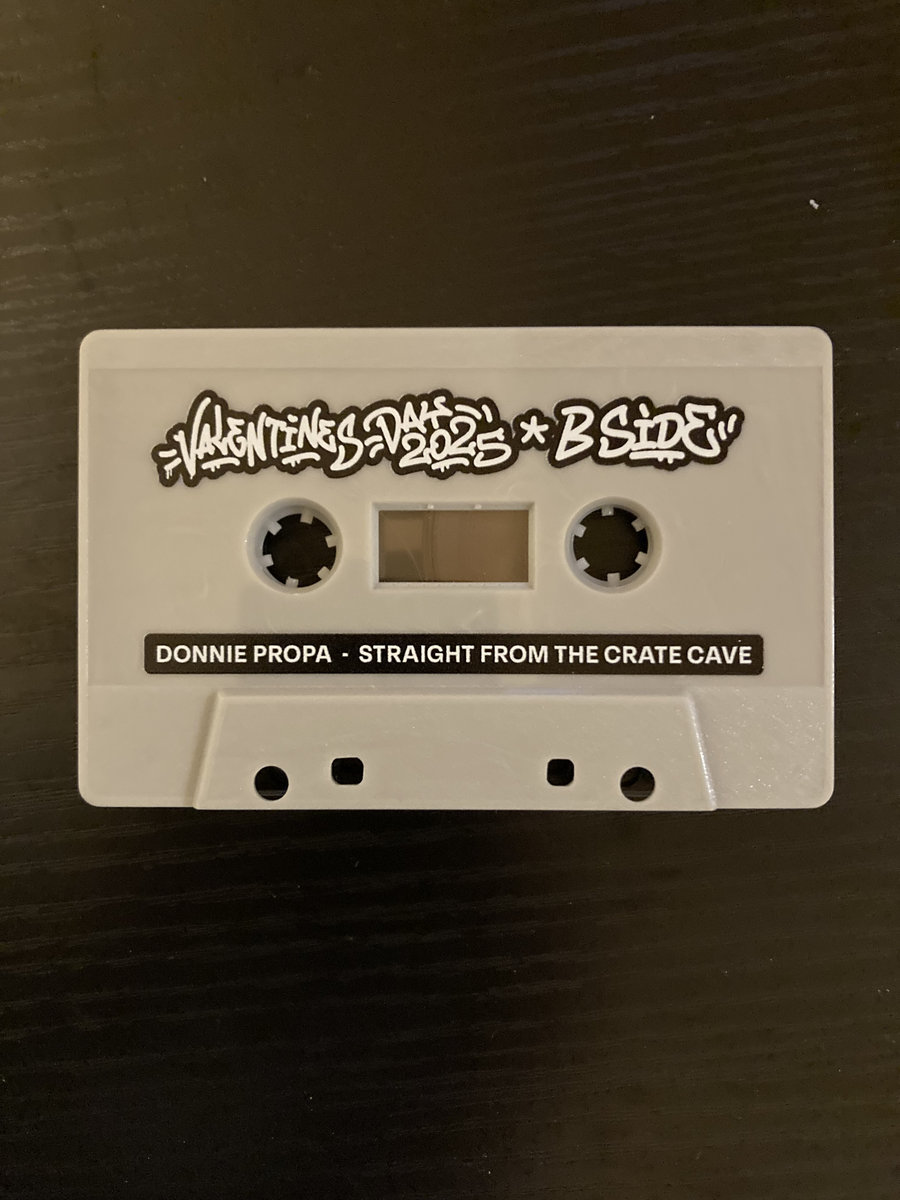 VALENTINES DAY 2025 * B SIDE
DONNIE PROPA - STRAIGHT FROM THE CRATE CAVE